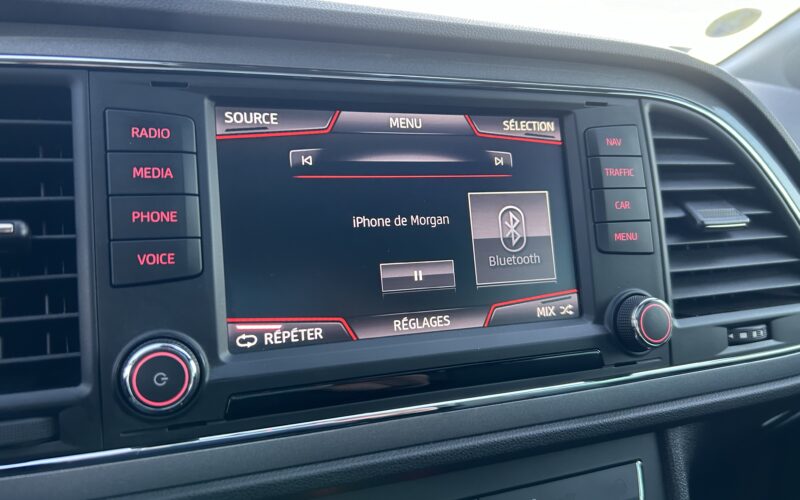 RADIO
MEDIA
PHONE
VOICE
SOURCE
MENU
SÉLECTION
iPhone de Morgan
Bluetooth
RÉPÉTER
RÉGLAGES
MIX
NAV
TRAFFIC
CAR
MENU